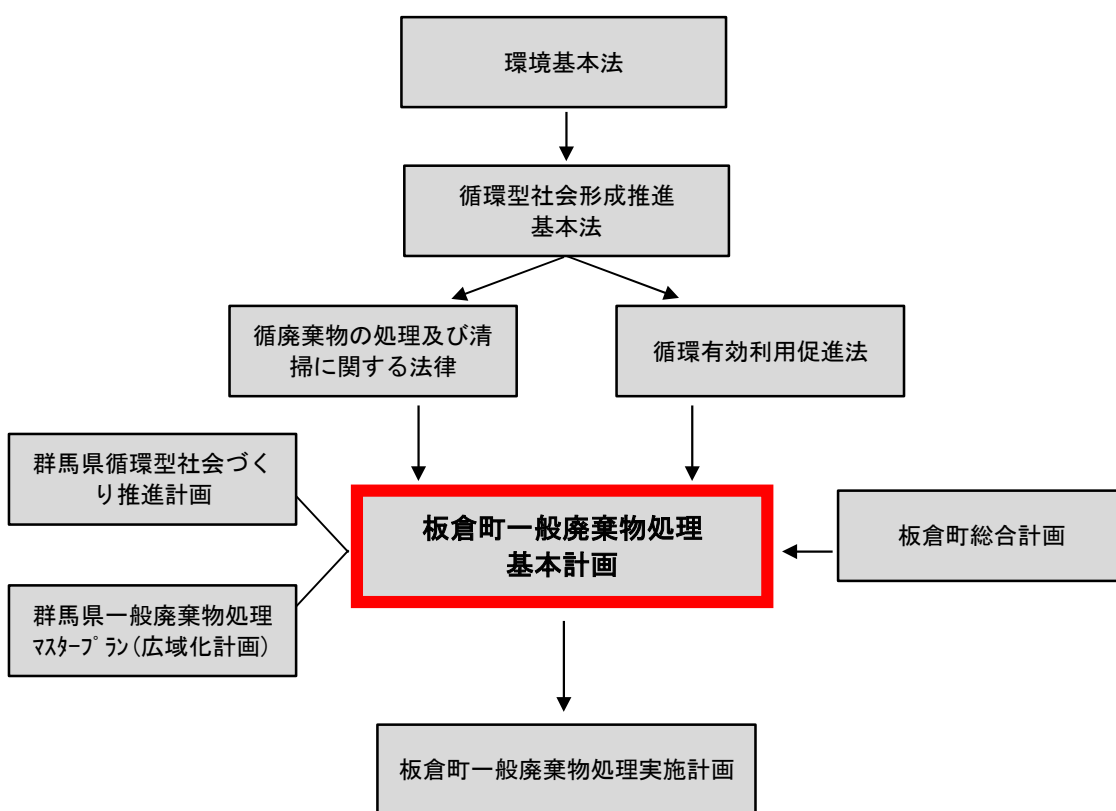 環境基本法
循環型社会形成推進
基本法
循廃棄物の処理及び清
掃に関する法律
循環有効利用促進法
群馬県循環型社会づく
り推進計画
板倉町一般廃棄物処理
基本計画
板倉町総合計画
群馬県一般廃棄物処理
ﾏｽﾀｰﾌﾟﾗﾝ(広域化計画)
板倉町一般廃棄物処理実施計画